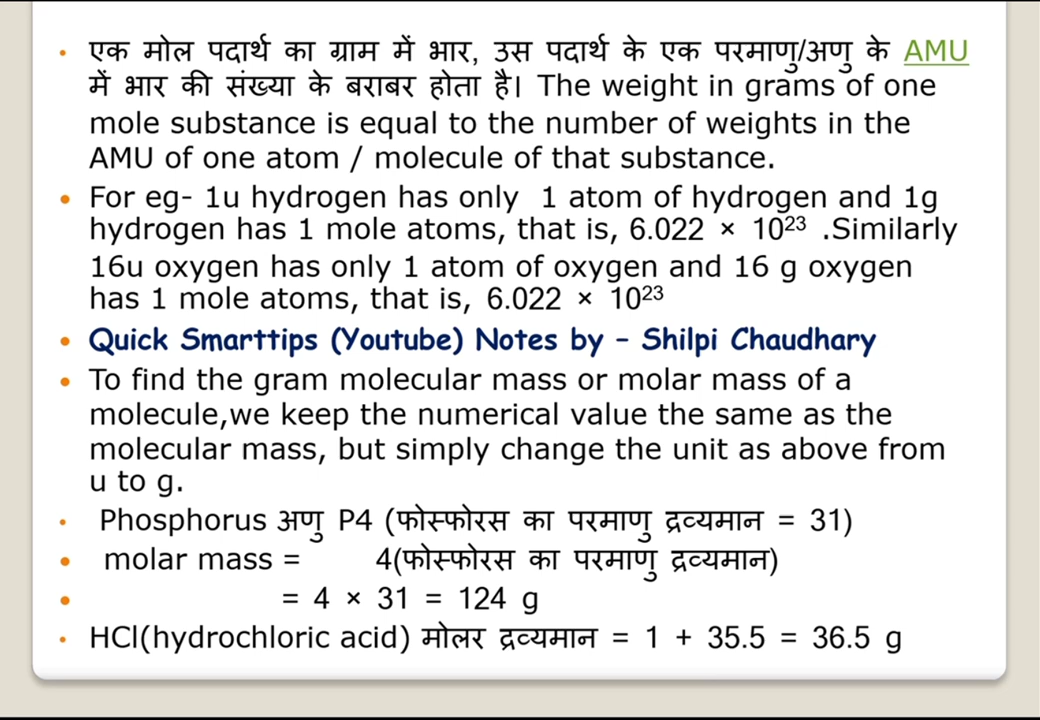 • एक मोल पदार्थ का ग्राम में भार, उस पदार्थ के एक परमाणु/अणु के AMU
में भार की संख्या के बराबर होता है। The weight in grams of one
mole substance is equal to the number of weights in the
AMU of one atom / molecule of that substance.
• For eg- 1u hydrogen has only 1 atom of hydrogen and 1g
hydrogen has 1 mole atoms, that is, 6.022 × 10²³ .Similarly
16u oxygen has only 1 atom of oxygen and 16 g oxygen
has 1 mole atoms, that is, 6.022 × 10²³
• Quick Smarttips (Youtube) Notes by – Shilpi Chaudhary
• To find the gram molecular mass or molar mass of a
molecule,we keep the numerical value the same as the
molecular mass, but simply change the unit as above from
u to g.
• Phosphorus अणु P4 (फोस्फोरस का परमाणु द्रव्यमान = 31)
• molar mass = 4(फोस्फोरस का परमाणु द्रव्यमान)
• = 4 × 31 = 124 g
• HCl(hydrochloric acid) मोलर द्रव्यमान = 1 + 35.5 = 36.5 g